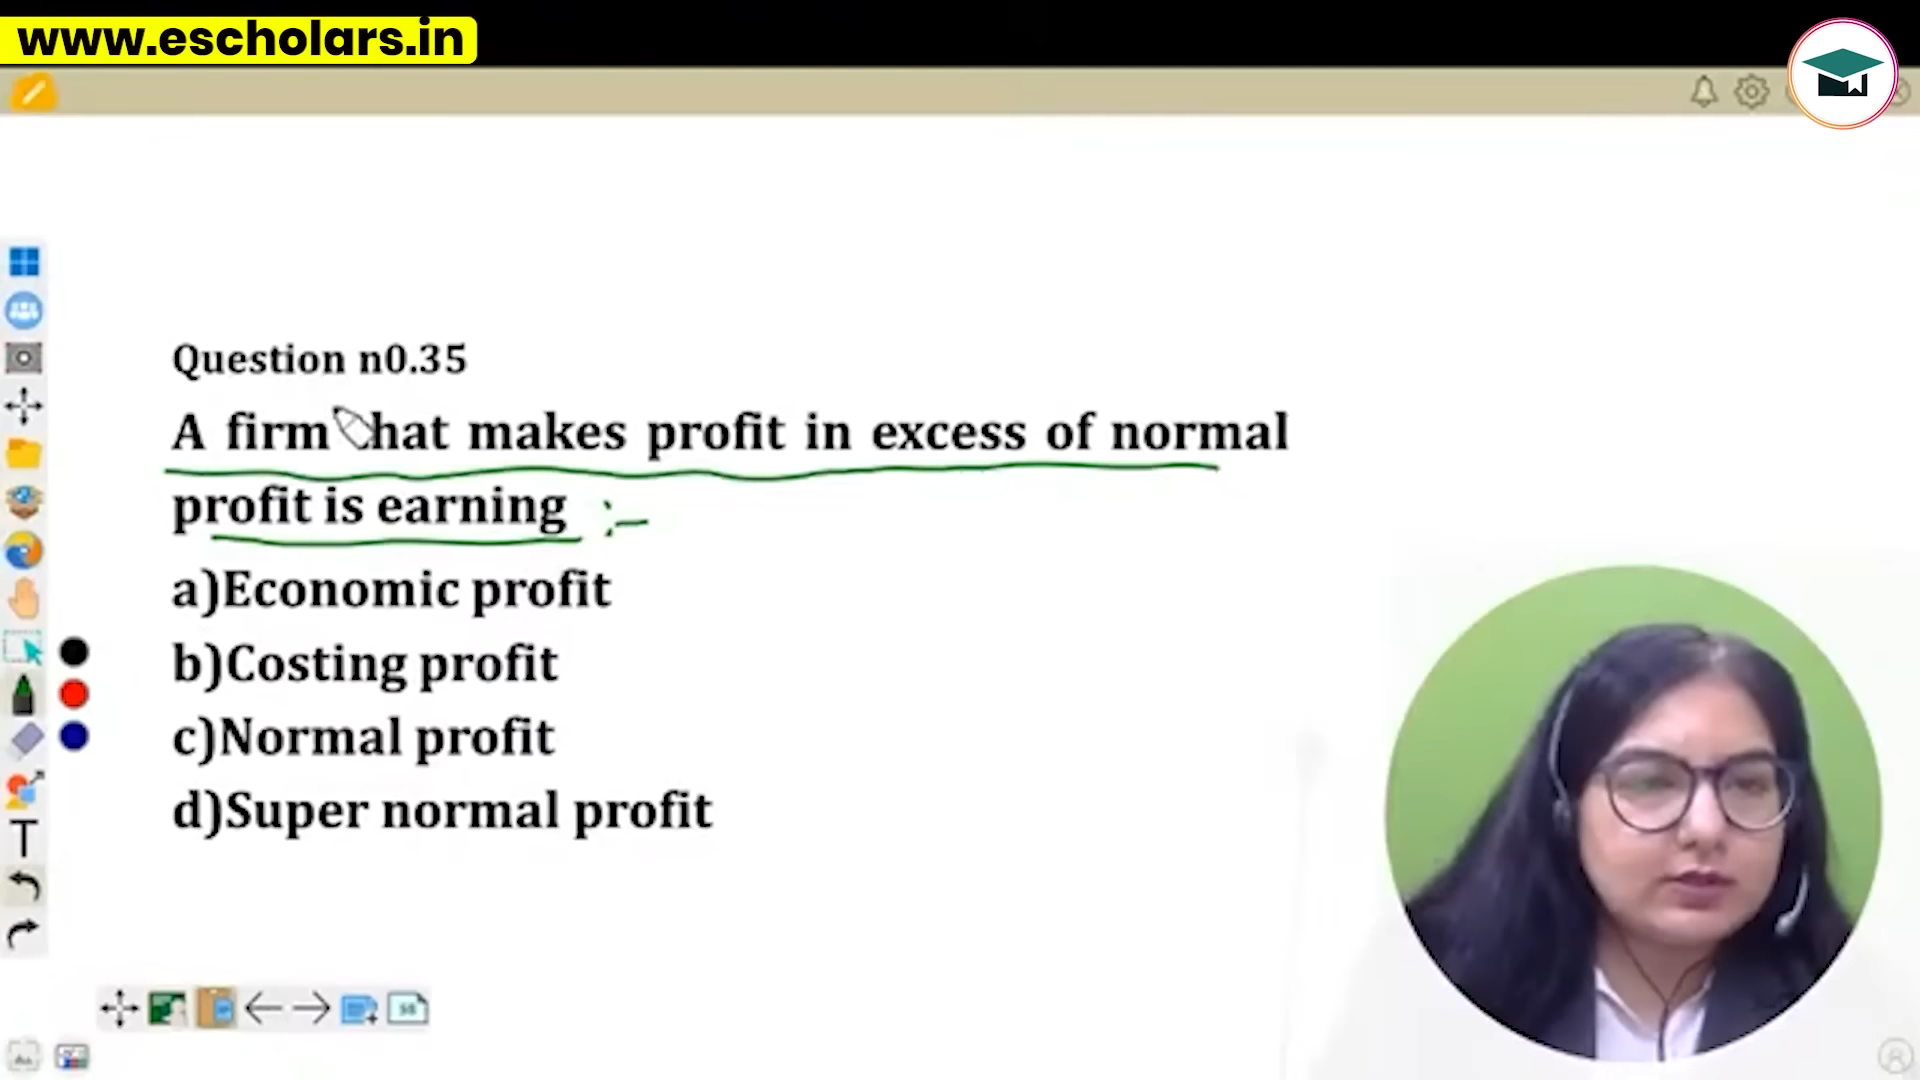 www.escholars.in
Question n0.35
A firm that makes profit in excess of normal
profit is earning :-
a)Economic profit
b)Costing profit
c)Normal profit
d)Super normal profit
T